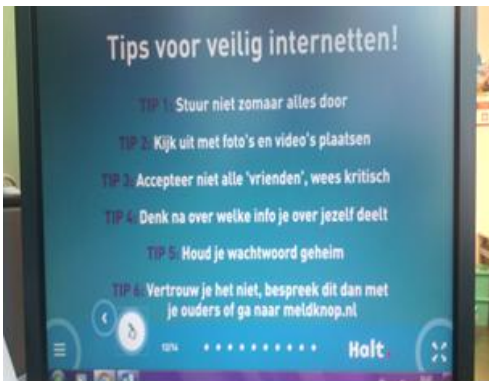 Tips voor veilig internetten!
TIP 1: Stuur niet zomaar alles door
TIP 2: Kijk uit met foto's en video's plaatsen
TIP 3: Accepteer niet alle 'vrienden', wees kritisch
TIP 4: Denk na over welke info je over jezelf deelt
TIP 5: Houd je wachtwoord geheim
TIP 6: Vertrouw je het niet, bespreek dit dan met
je ouders of ga naar meldknop.nl
12/14
Halt.